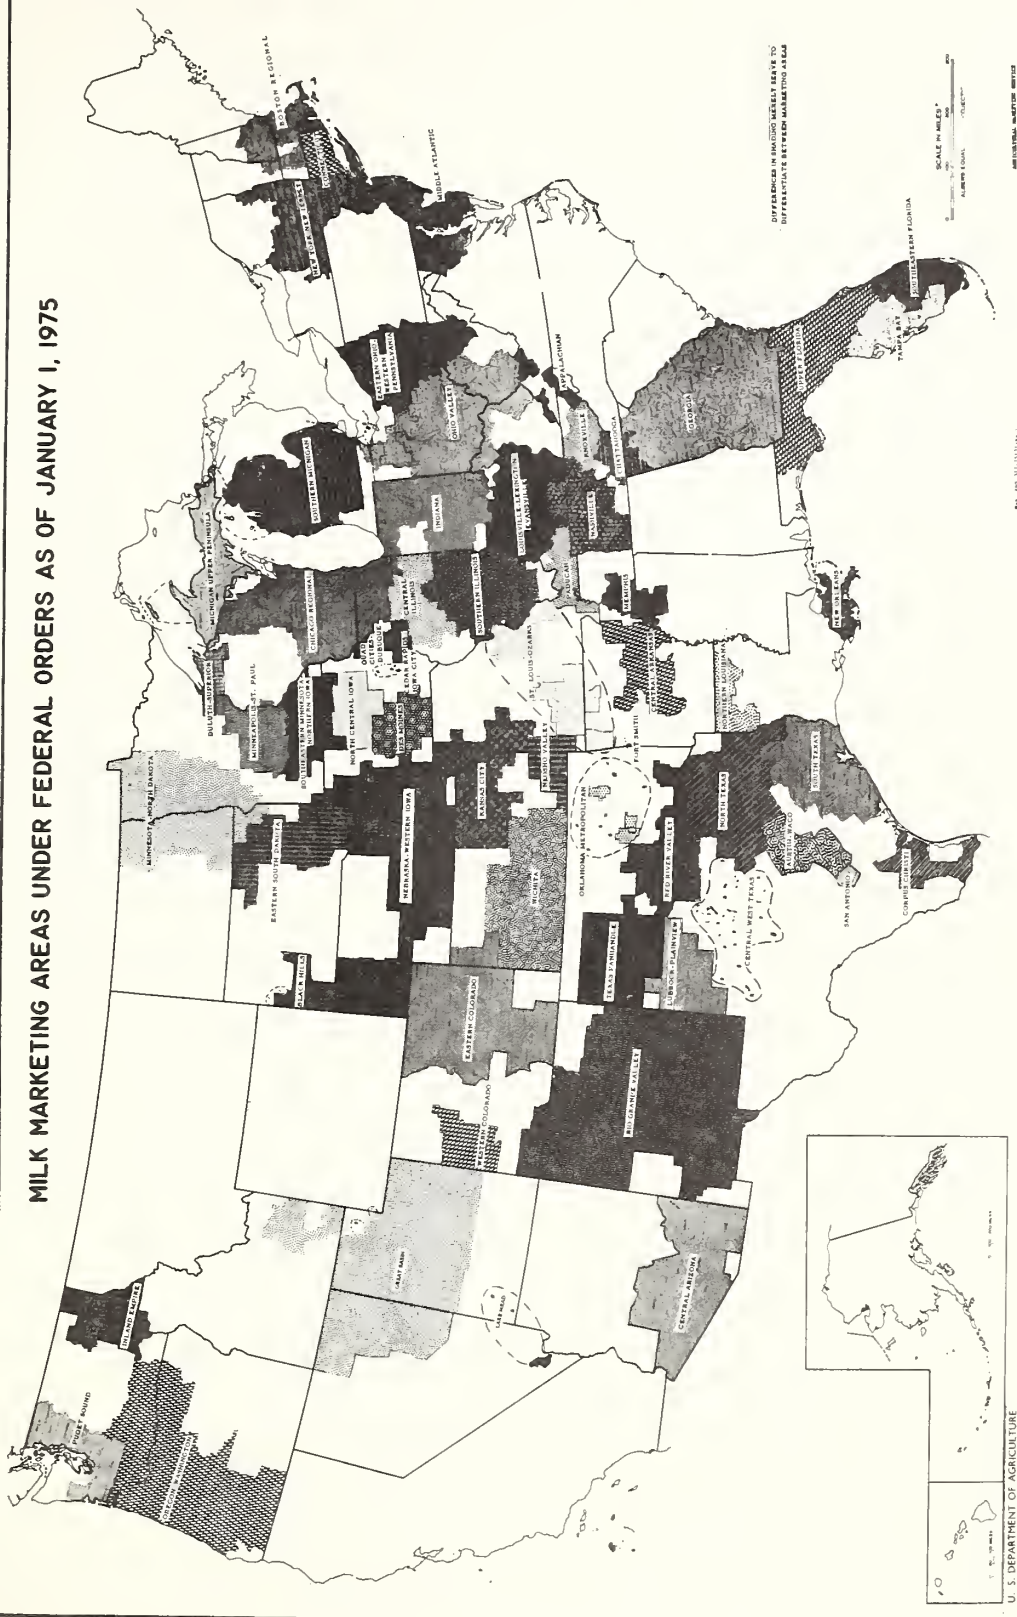 MILK MARKETING AREAS UNDER FEDERAL ORDERS AS OF JANUARY 1, 1975
PUGET SOUND
INLAND EMPIRE
OREGON-WASHINGTON
GREAT BASIN
LAKE MEAD
CENTRAL ARIZONA
WESTERN COLORADO
EASTERN COLORADO
RIO GRANDE VALLEY
BLACK HILLS
EASTERN SOUTH DAKOTA
MINNESOTA-NORTH DAKOTA
NEBRASKA-WESTERN IOWA
KANSAS CITY
WICHITA
NEOSHO VALLEY
OKLAHOMA METROPOLITAN
RED RIVER VALLEY
TEXAS PANHANDLE
LUBBOCK-PLAINVIEW
CENTRAL WEST TEXAS
NORTH TEXAS
AUSTIN-WACO
SAN ANTONIO
CORPUS CHRISTI
SOUTH TEXAS
DULUTH-SUPERIOR
MINNEAPOLIS-ST. PAUL
SOUTHEASTERN MINNESOTA
NORTHERN IOWA
NORTH CENTRAL IOWA
DES MOINES
QUAD
CITIES-
DUBUQUE
CEDAR RAPIDS
IOWA CITY
MICHIGAN UPPER PENINSULA
CHICAGO REGIONAL
CENTRAL
ILLINOIS
SOUTHERN ILLINOIS
ST. LOUIS-OZARKS
FORT SMITH
CENTRAL ARKANSAS
NORTHERN LOUISIANA
NEW ORLEANS
MEMPHIS
PADUCAH
NASHVILLE
LOUISVILLE-LEXINGTON
EVANSVILLE
INDIANA
SOUTHERN MICHIGAN
OHIO VALLEY
EASTERN OHIO-
WESTERN
PENNSYLVANIA
APPALACHIAN
KNOXVILLE
CHATTANOOGA
GEORGIA
UPPER FLORIDA
TAMPA BAY
SOUTHEASTERN FLORIDA
MIDDLE ATLANTIC
NEW YORK-NEW JERSEY
CONNECTICUT
BOSTON REGIONAL
DIFFERENCES IN SHADING MERELY SERVE TO
DIFFERENTIATE BETWEEN MARKETING AREAS
SCALE IN MILES
ALBERS EQUAL
U. S. DEPARTMENT OF AGRICULTURE
AGRICULTURAL MARKETING SERVICE